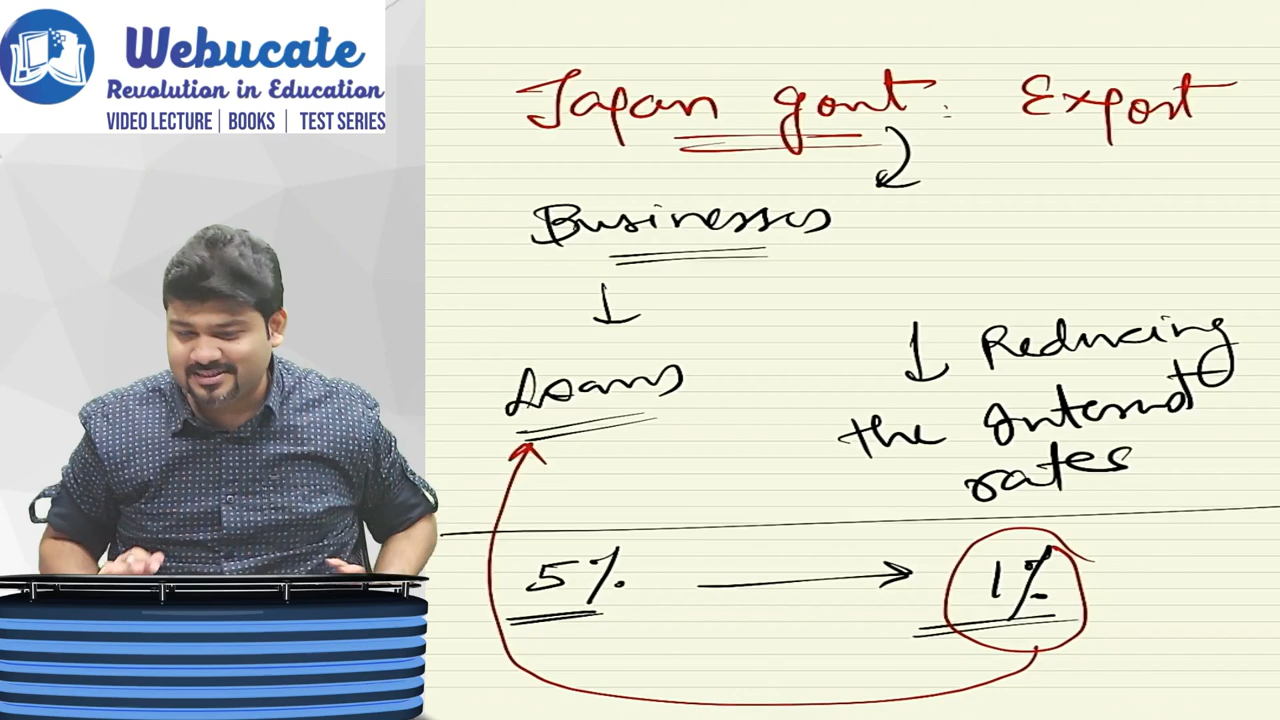 Webucate
Revolution in Education
VIDEO LECTURE | BOOKS | TEST SERIES
Japan govt. Export
Businesses
Loans
↓ Reducing
the Interest
rates
5% → 1%